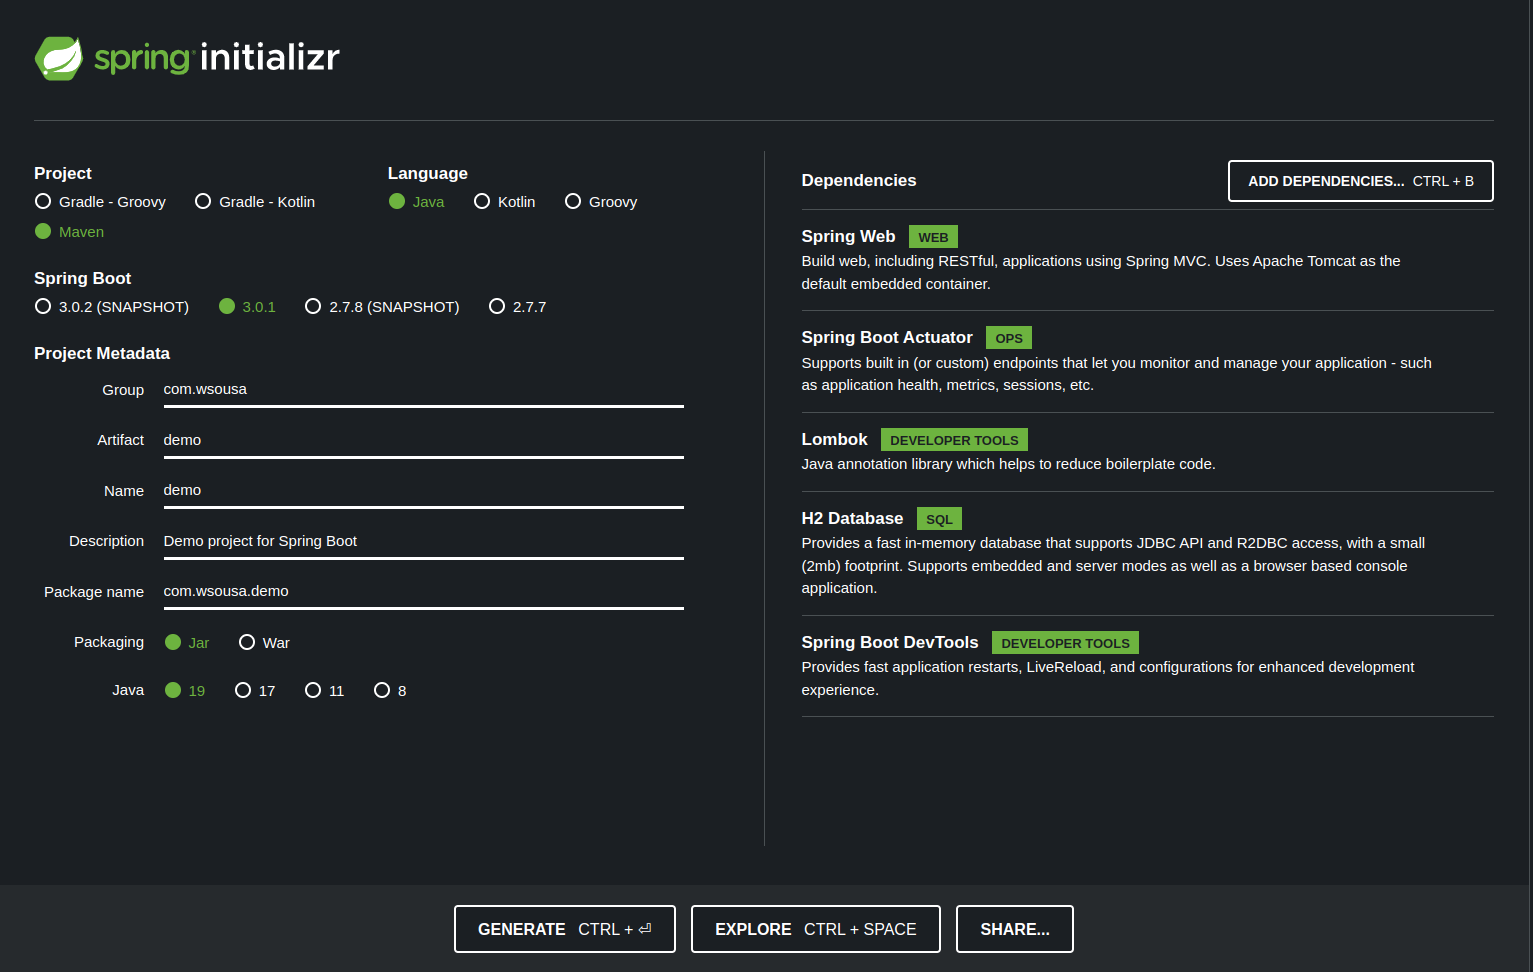 spring initializr
Project
Gradle - Groovy Gradle - Kotlin
Maven
Language
Java Kotlin Groovy
Spring Boot
3.0.2 (SNAPSHOT) 3.0.1 2.7.8 (SNAPSHOT) 2.7.7
Project Metadata
Group com.wsousa
Artifact demo
Name demo
Description Demo project for Spring Boot
Package name com.wsousa.demo
Packaging Jar War
Java 19 17 11 8
Dependencies ADD DEPENDENCIES... CTRL + B
Spring Web WEB
Build web, including RESTful, applications using Spring MVC. Uses Apache Tomcat as the
default embedded container.
Spring Boot Actuator OPS
Supports built in (or custom) endpoints that let you monitor and manage your application - such
as application health, metrics, sessions, etc.
Lombok DEVELOPER TOOLS
Java annotation library which helps to reduce boilerplate code.
H2 Database SQL
Provides a fast in-memory database that supports JDBC API and R2DBC access, with a small
(2mb) footprint. Supports embedded and server modes as well as a browser based console
application.
Spring Boot DevTools DEVELOPER TOOLS
Provides fast application restarts, LiveReload, and configurations for enhanced development
experience.
GENERATE CTRL + ⏎ EXPLORE CTRL + SPACE SHARE...